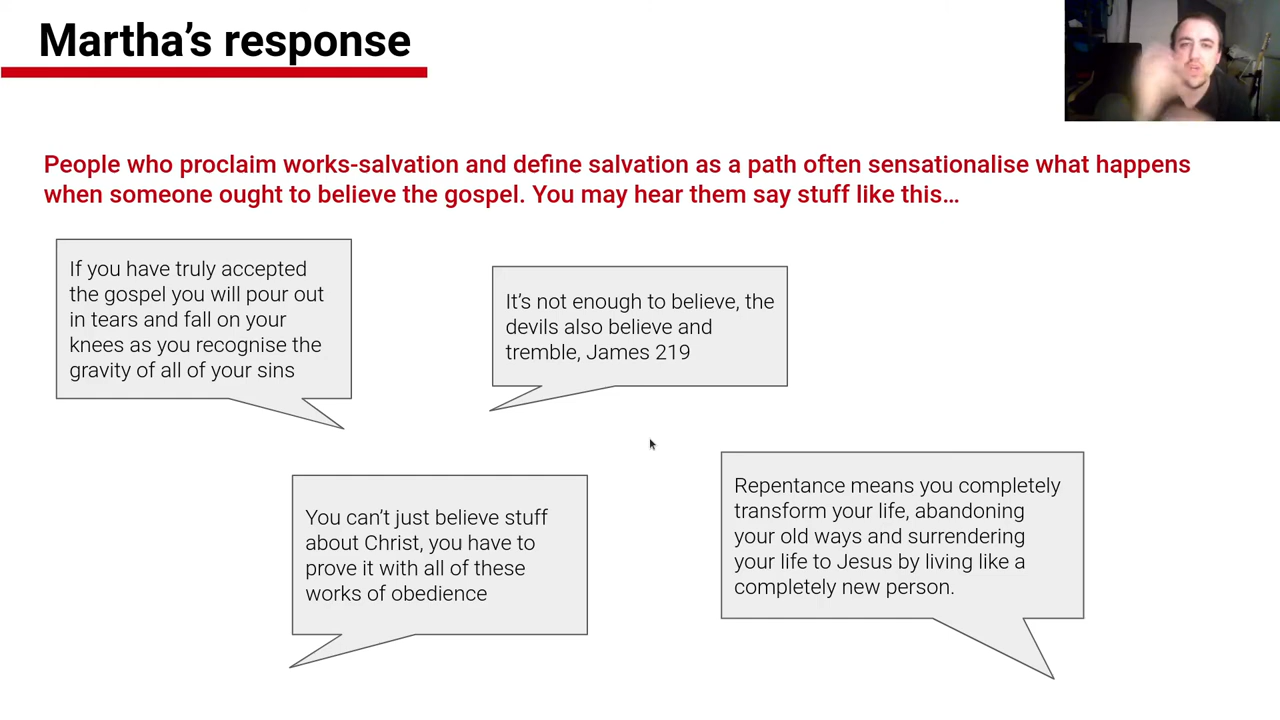 Martha's response
People who proclaim works-salvation and define salvation as a path often sensationalise what happens
when someone ought to believe the gospel. You may hear them say stuff like this…
If you have truly accepted
the gospel you will pour out
in tears and fall on your
knees as you recognise the
gravity of all of your sins
It's not enough to believe, the
devils also believe and
tremble, James 219
You can't just believe stuff
about Christ, you have to
prove it with all of these
works of obedience
Repentance means you completely
transform your life, abandoning
your old ways and surrendering
your life to Jesus by living like a
completely new person.